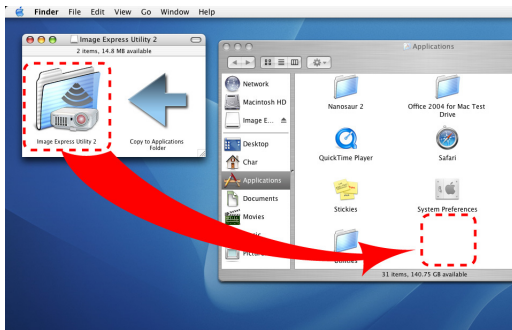 Finder File Edit View Go Window Help
Image Express Utility 2
2 items, 14.8 MB available
Image Express Utility 2
Copy to Applications
Folder
Applications
Network
Macintosh HD
Image E...
Desktop
Char
Applications
Documents
Movies
Nanosaur 2
Office 2004 for Mac Test
Drive
QuickTime Player
Safari
Stickies
System Preferences
31 items, 140.75 GB available